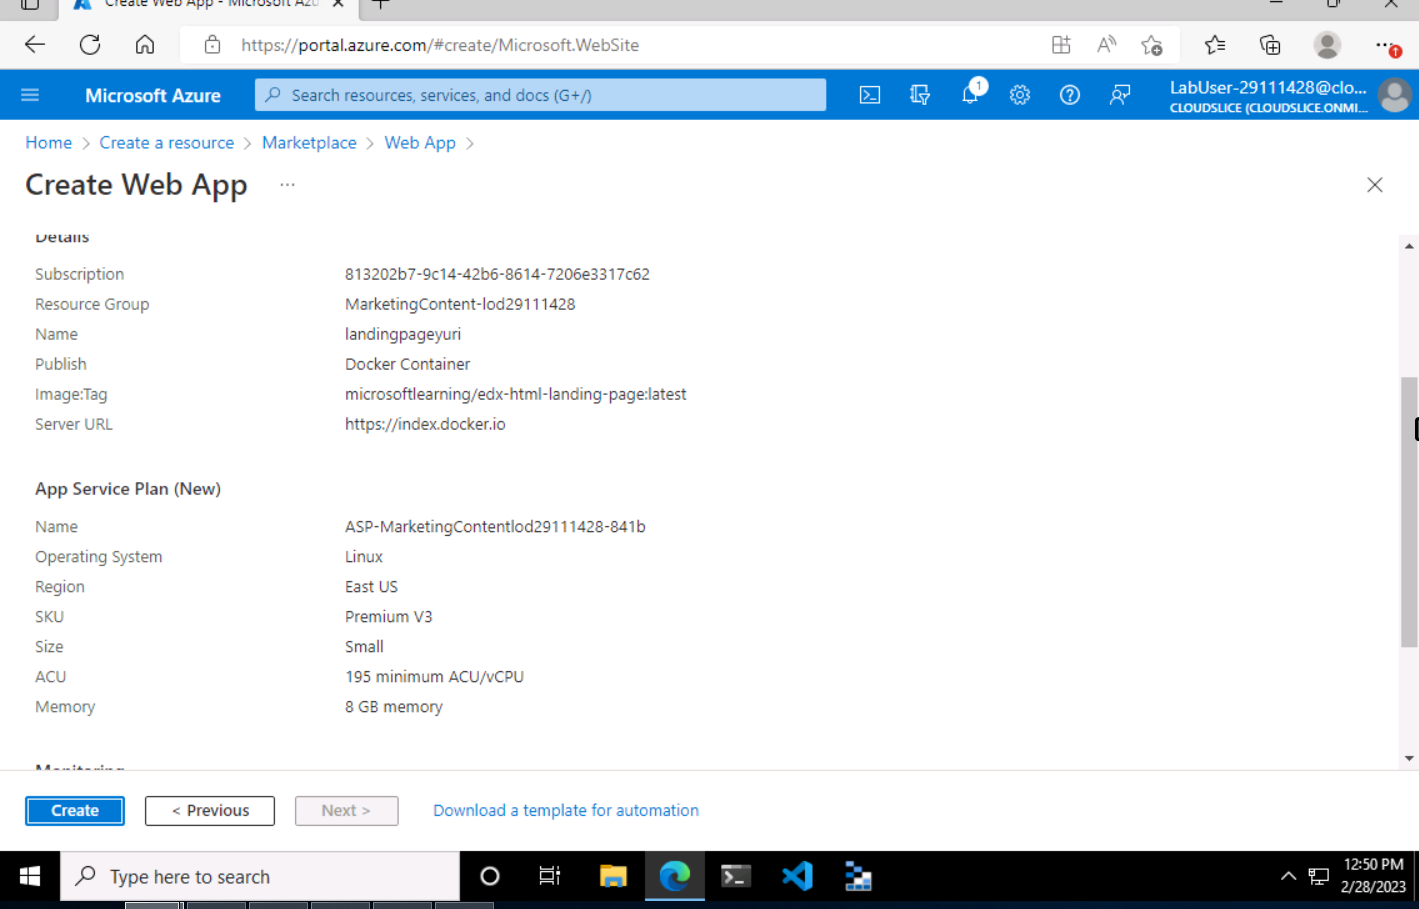 Create Web App - Microsoft Azu
https://portal.azure.com/#create/Microsoft.WebSite
Microsoft Azure
Search resources, services, and docs (G+/)
1
LabUser-29111428@clo...
CLOUDSLICE (CLOUDSLICE.ONMI...
Home > Create a resource > Marketplace > Web App >
Create Web App ...
Details
Subscription 813202b7-9c14-42b6-8614-7206e3317c62
Resource Group MarketingContent-lod29111428
Name landingpageyuri
Publish Docker Container
Image:Tag microsoftlearning/edx-html-landing-page:latest
Server URL https://index.docker.io
App Service Plan (New)
Name ASP-MarketingContentlod29111428-841b
Operating System Linux
Region East US
SKU Premium V3
Size Small
ACU 195 minimum ACU/vCPU
Memory 8 GB memory
Monitoring
Create < Previous Next > Download a template for automation
Type here to search
12:50 PM
2/28/2023